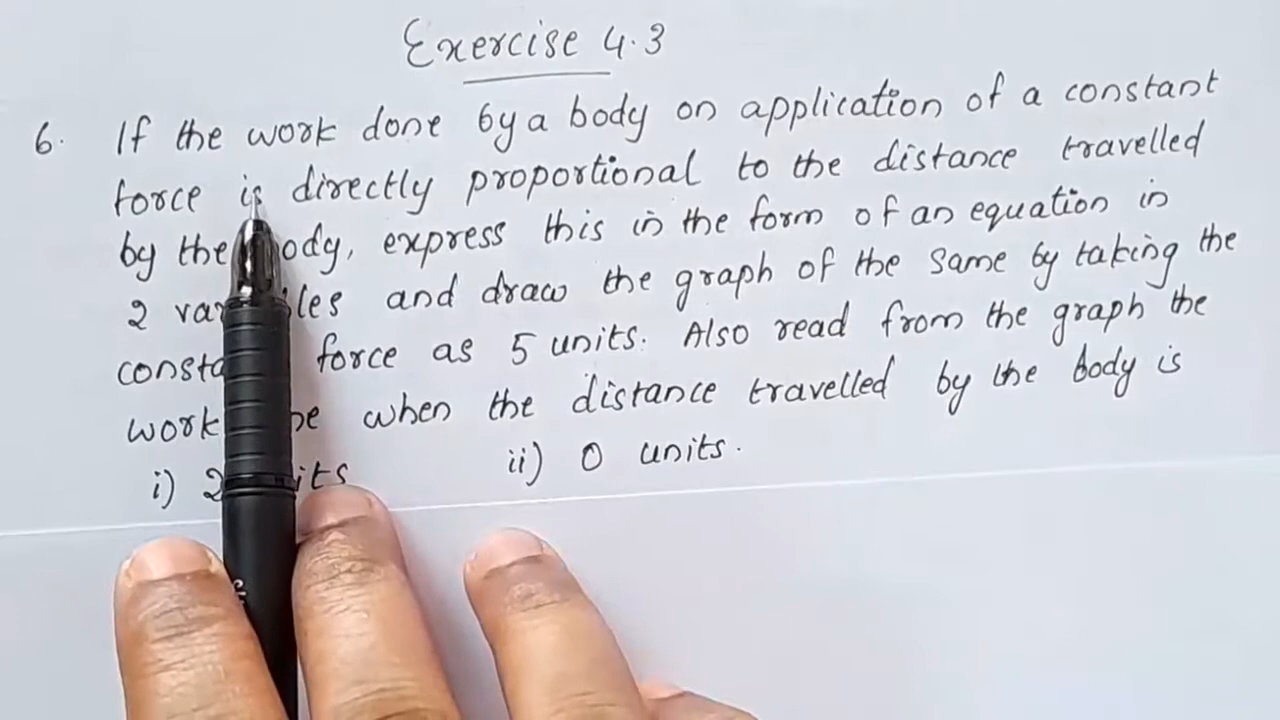 Exercise 4.3
6. If the work done by a body on application of a constant
force is directly proportional to the distance travelled
by the body, express this in the form of an equation in
2 and draw the graph of the same by taking the
force as 5 units. Also read from the graph the
work when the distance travelled by the body is
i) 2 ii) 0 units.